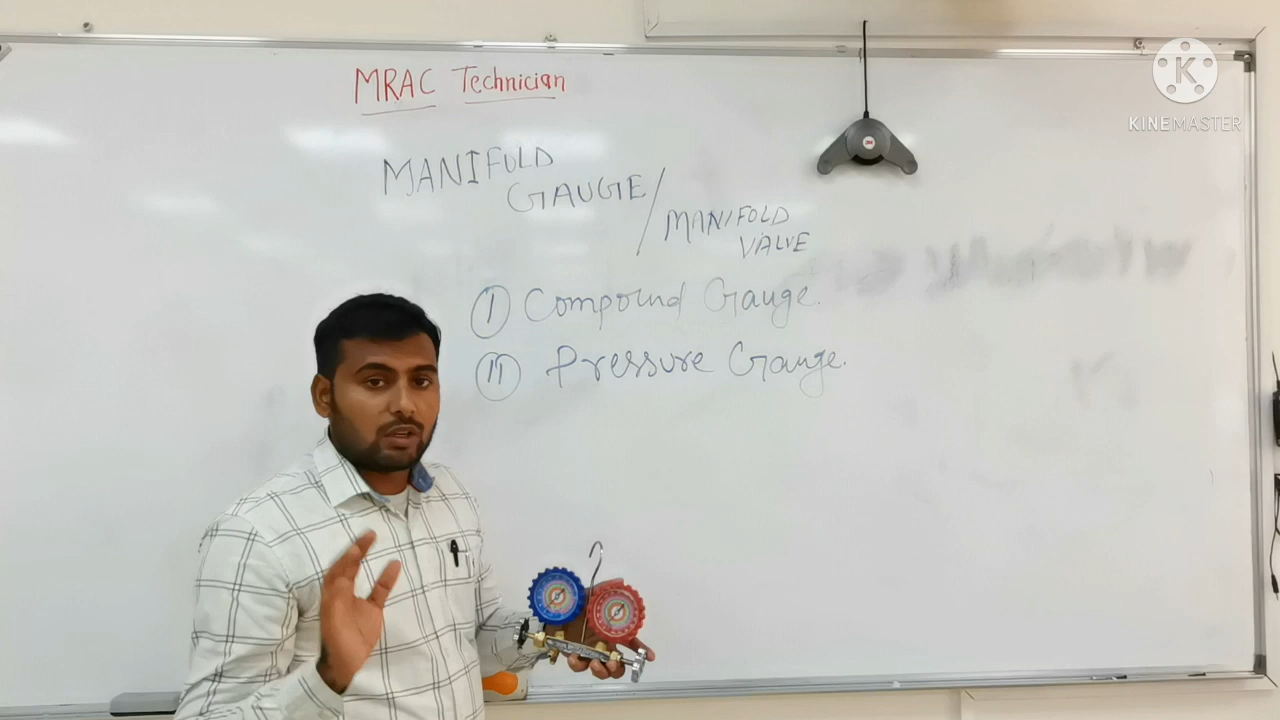 MRAC Technician
MANIFOLD
GAUGE /
MANIFOLD
VALVE
I Compound Gauge.
II Pressure Gauge.
K
KINEMASTER